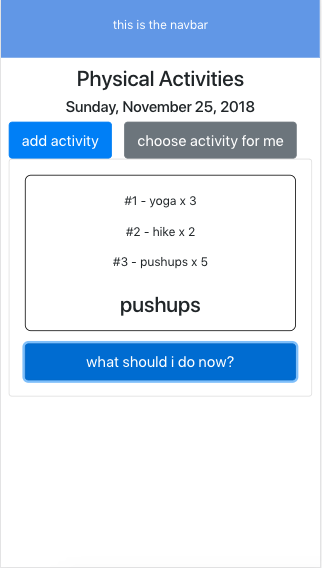 this is the navbar
Physical Activities
Sunday, November 25, 2018
add activity
choose activity for me
#1 - yoga x 3
#2 - hike x 2
#3 - pushups x 5
pushups
what should i do now?